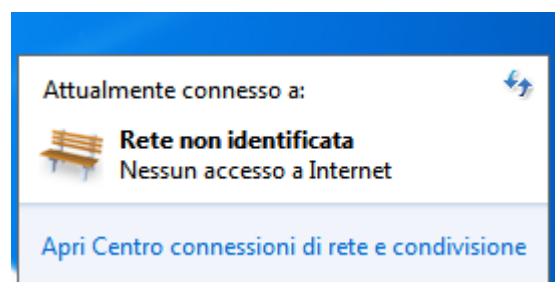 Attualmente connesso a:
Rete non identificata
Nessun accesso a Internet
Apri Centro connessioni di rete e condivisione